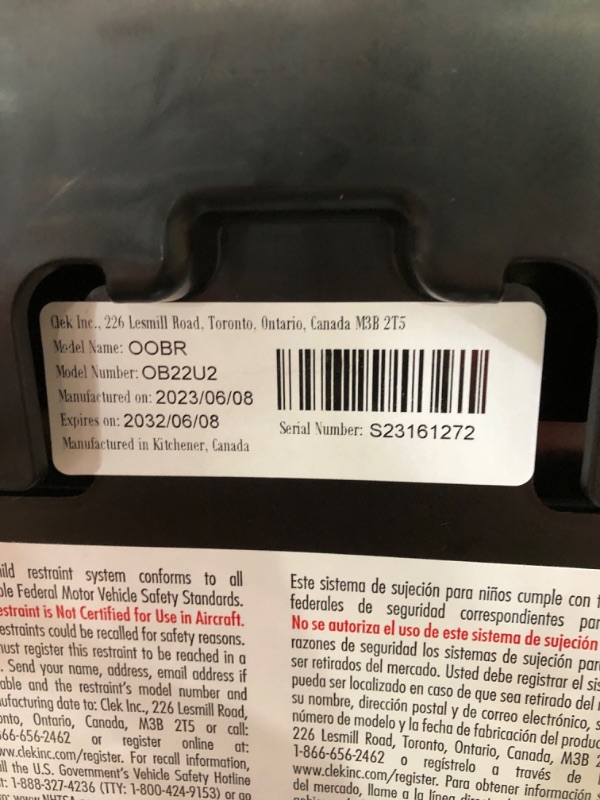 Clek Inc., 226 Lesmill Road, Toronto, Ontario, Canada M3B 2T5
Model Name: OOBR
Model Number: OB22U2
Manufactured on: 2023/06/08
Expires on: 2032/06/08
Manufactured in Kitchener, Canada
Serial Number: S23161272
restraint system conforms to all
Federal Motor Vehicle Safety Standards.
is Not Certified for Use in Aircraft.
could be recalled for safety reasons.
register this restraint to be reached in a
. Send your name, address, email address if
and the restraint's model number and
date to: Clek Inc., 226 Lesmill Road,
Ontario, Canada, M3B 2T5 or call:
66-656-2462 or register online at:
.clekinc.com/register. For recall information,
the U.S. Government's Vehicle Safety Hotline
1-888-327-4236 (TTY: 1-800-424-9153) or go
Este sistema de sujeción para niños cumple con
federales de seguridad correspondientes
No se autoriza el uso de este sistema de sujeción
razones de seguridad los sistemas de sujeción
ser retirados del mercado. Usted debe registrar el
pueda ser localizado en caso de que sea retirado del
su nombre, dirección postal y de correo electrónico,
número de modelo y la fecha de fabricación del
226 Lesmill Road, Toronto, Ontario, Canada, M3B
1-866-656-2462 o regístrelo a través de
www.clekinc.com/register. Para obtener información
del mercado, llame a la línea